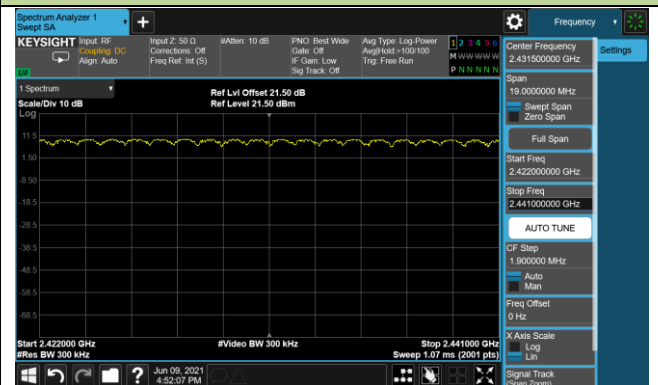 Spectrum Analyzer 1
Swept SA
Frequency
KEYSIGHT
Input: RF
Coupling: DC
Align: Auto
Input Z: 50 Ω
Corrections: Off
Freq Ref: Int (S)
#Atten: 10 dB
PNO: Best Wide
Gate: Off
IF Gain: Low
Sig Track: Off
Avg Type: Log-Power
Avg|Hold:>100/100
Trig: Free Run
1 2 3 4 5 6
M W W W W W
P N N N N N
LXI
1 Spectrum
Scale/Div 10 dB
Log
Ref Lvl Offset 21.50 dB
Ref Level 21.50 dBm
11.5
1.50
-8.50
-18.5
-28.5
-38.5
-48.5
-58.5
-68.5
Start 2.422000 GHz
#Res BW 300 kHz
#Video BW 300 kHz
Stop 2.441000 GHz
Sweep 1.07 ms (2001 pts)
Jun 09, 2021
4:52:07 PM
Center Frequency
2.431500000 GHz
Settings
Span
19.0000000 MHz
Swept Span
Zero Span
Full Span
Start Freq
2.422000000 GHz
Stop Freq
2.441000000 GHz
AUTO TUNE
CF Step
1.900000 MHz
Auto
Man
Freq Offset
0 Hz
X Axis Scale
Log
Lin
Signal Track
(Span Zoom)